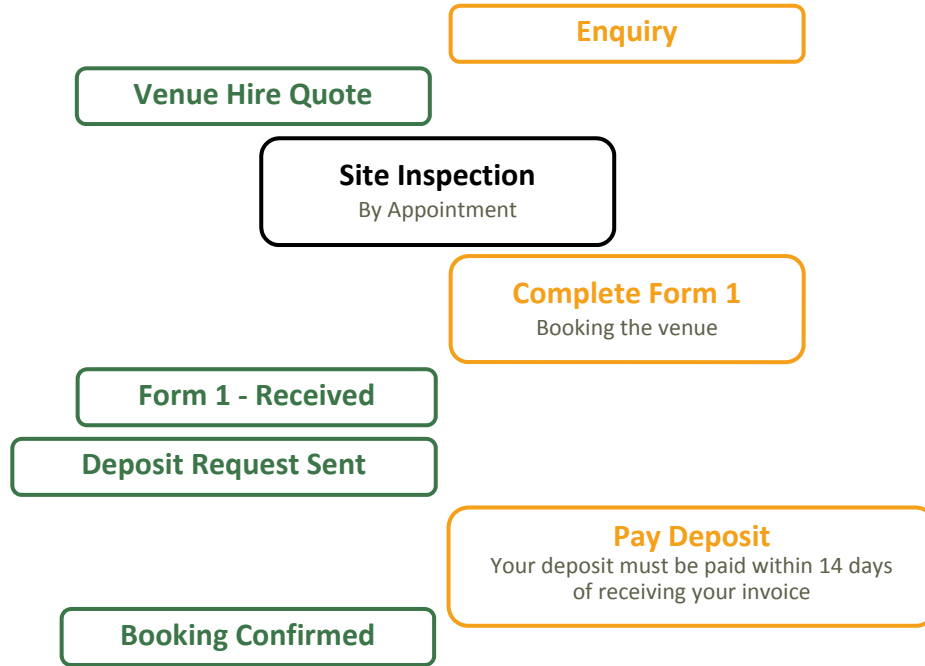 Enquiry
Venue Hire Quote
Site Inspection
By Appointment
Complete Form 1
Booking the venue
Form 1 - Received
Deposit Request Sent
Pay Deposit
Your deposit must be paid within 14 days
of receiving your invoice
Booking Confirmed